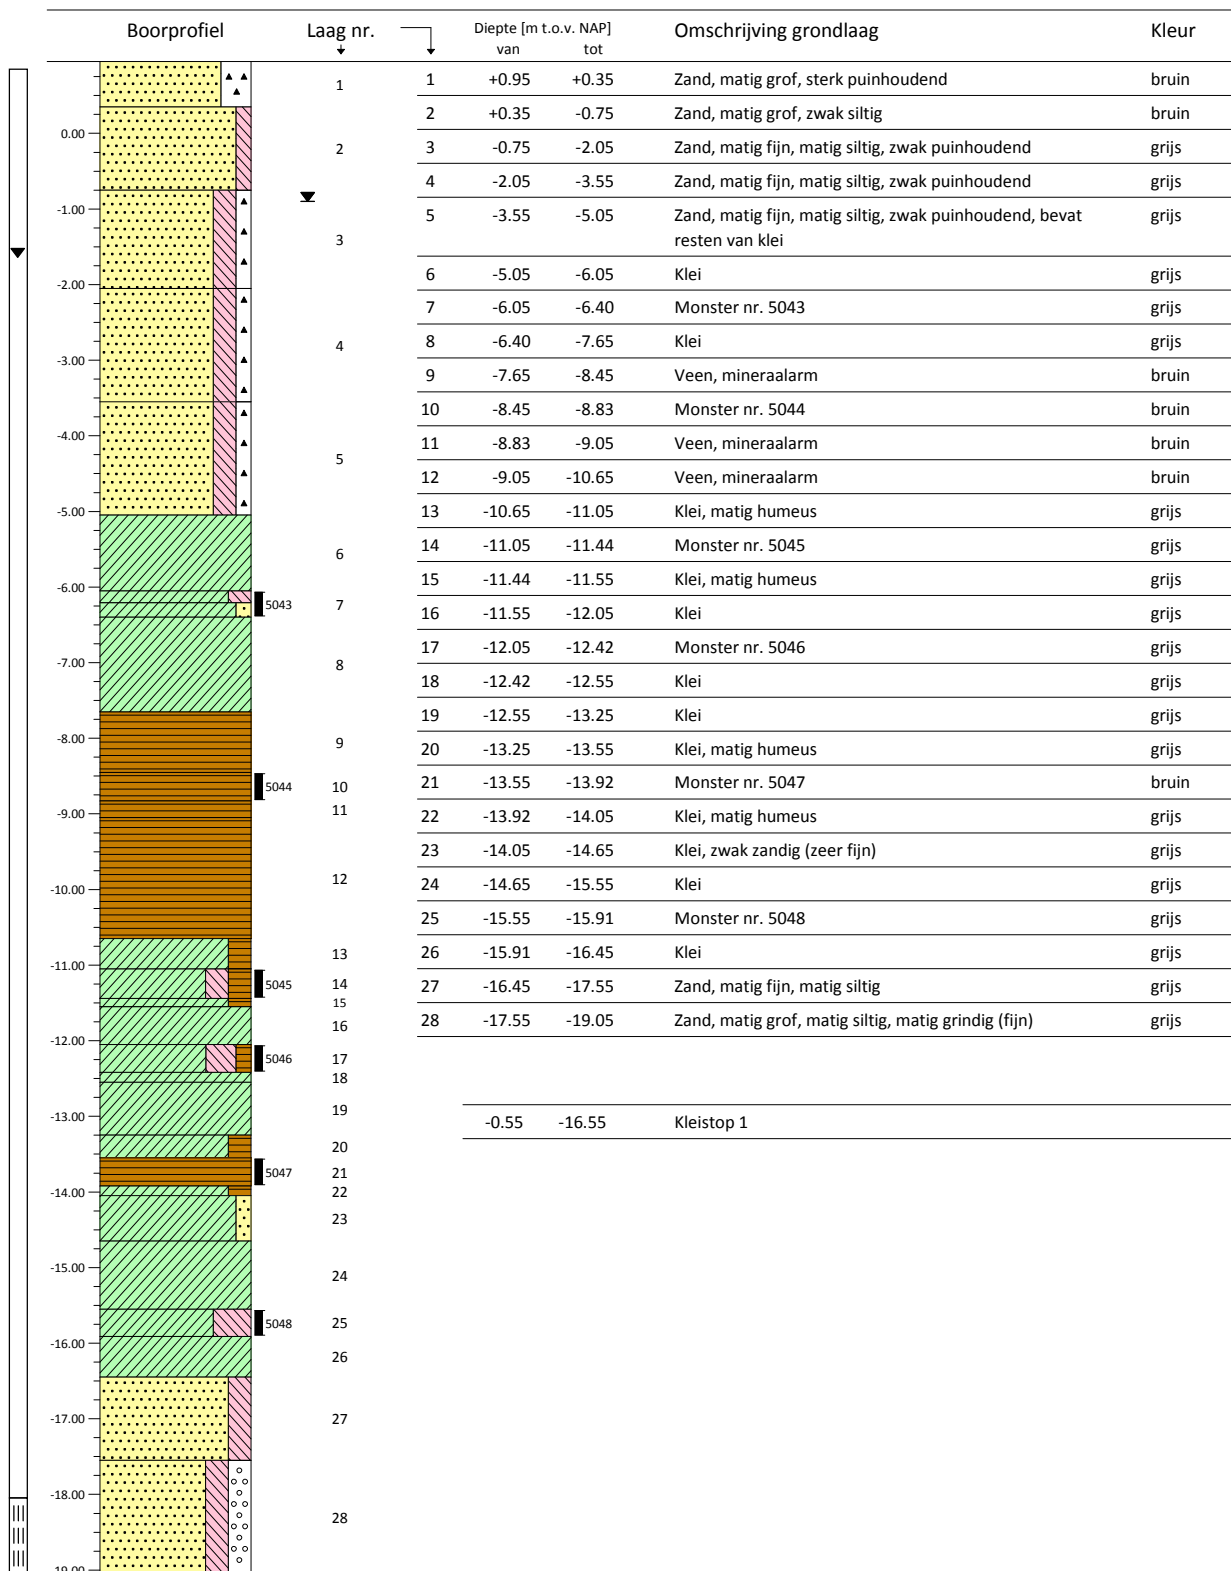 Boorprofiel Laag nr. Diepte [m t.o.v. NAP] Omschrijving grondlaag Kleur
van tot
1 +0.95 +0.35 Zand, matig grof, sterk puinhoudend bruin
2 +0.35 -0.75 Zand, matig grof, zwak siltig bruin
3 -0.75 -2.05 Zand, matig fijn, matig siltig, zwak puinhoudend grijs
4 -2.05 -3.55 Zand, matig fijn, matig siltig, zwak puinhoudend grijs
5 -3.55 -5.05 Zand, matig fijn, matig siltig, zwak puinhoudend, bevat grijs
resten van klei
6 -5.05 -6.05 Klei grijs
7 -6.05 -6.40 Monster nr. 5043 grijs
8 -6.40 -7.65 Klei grijs
9 -7.65 -8.45 Veen, mineraalarm bruin
10 -8.45 -8.83 Monster nr. 5044 bruin
11 -8.83 -9.05 Veen, mineraalarm bruin
12 -9.05 -10.65 Veen, mineraalarm bruin
13 -10.65 -11.05 Klei, matig humeus grijs
14 -11.05 -11.44 Monster nr. 5045 grijs
15 -11.44 -11.55 Klei, matig humeus grijs
16 -11.55 -12.05 Klei grijs
17 -12.05 -12.42 Monster nr. 5046 grijs
18 -12.42 -12.55 Klei grijs
19 -12.55 -13.25 Klei grijs
20 -13.25 -13.55 Klei, matig humeus grijs
21 -13.55 -13.92 Monster nr. 5047 bruin
22 -13.92 -14.05 Klei, matig humeus grijs
23 -14.05 -14.65 Klei, zwak zandig (zeer fijn) grijs
24 -14.65 -15.55 Klei grijs
25 -15.55 -15.91 Monster nr. 5048 grijs
26 -15.91 -16.45 Klei grijs
27 -16.45 -17.55 Zand, matig fijn, matig siltig grijs
28 -17.55 -19.05 Zand, matig grof, matig siltig, matig grindig (fijn) grijs
-0.55 -16.55 Kleistop 1
1
0.00
2
-1.00
3
-2.00
4
-3.00
-4.00
5
-5.00
6
-6.00
5043 7
-7.00
8
-8.00
9
5044 10
-9.00
11
12
-10.00
13
-11.00
5045 14
15
16
-12.00
5046 17
18
19
-13.00
20
5047 21
-14.00
22
23
-15.00
24
5048 25
-16.00
26
-17.00
27
-18.00
28
-19.00